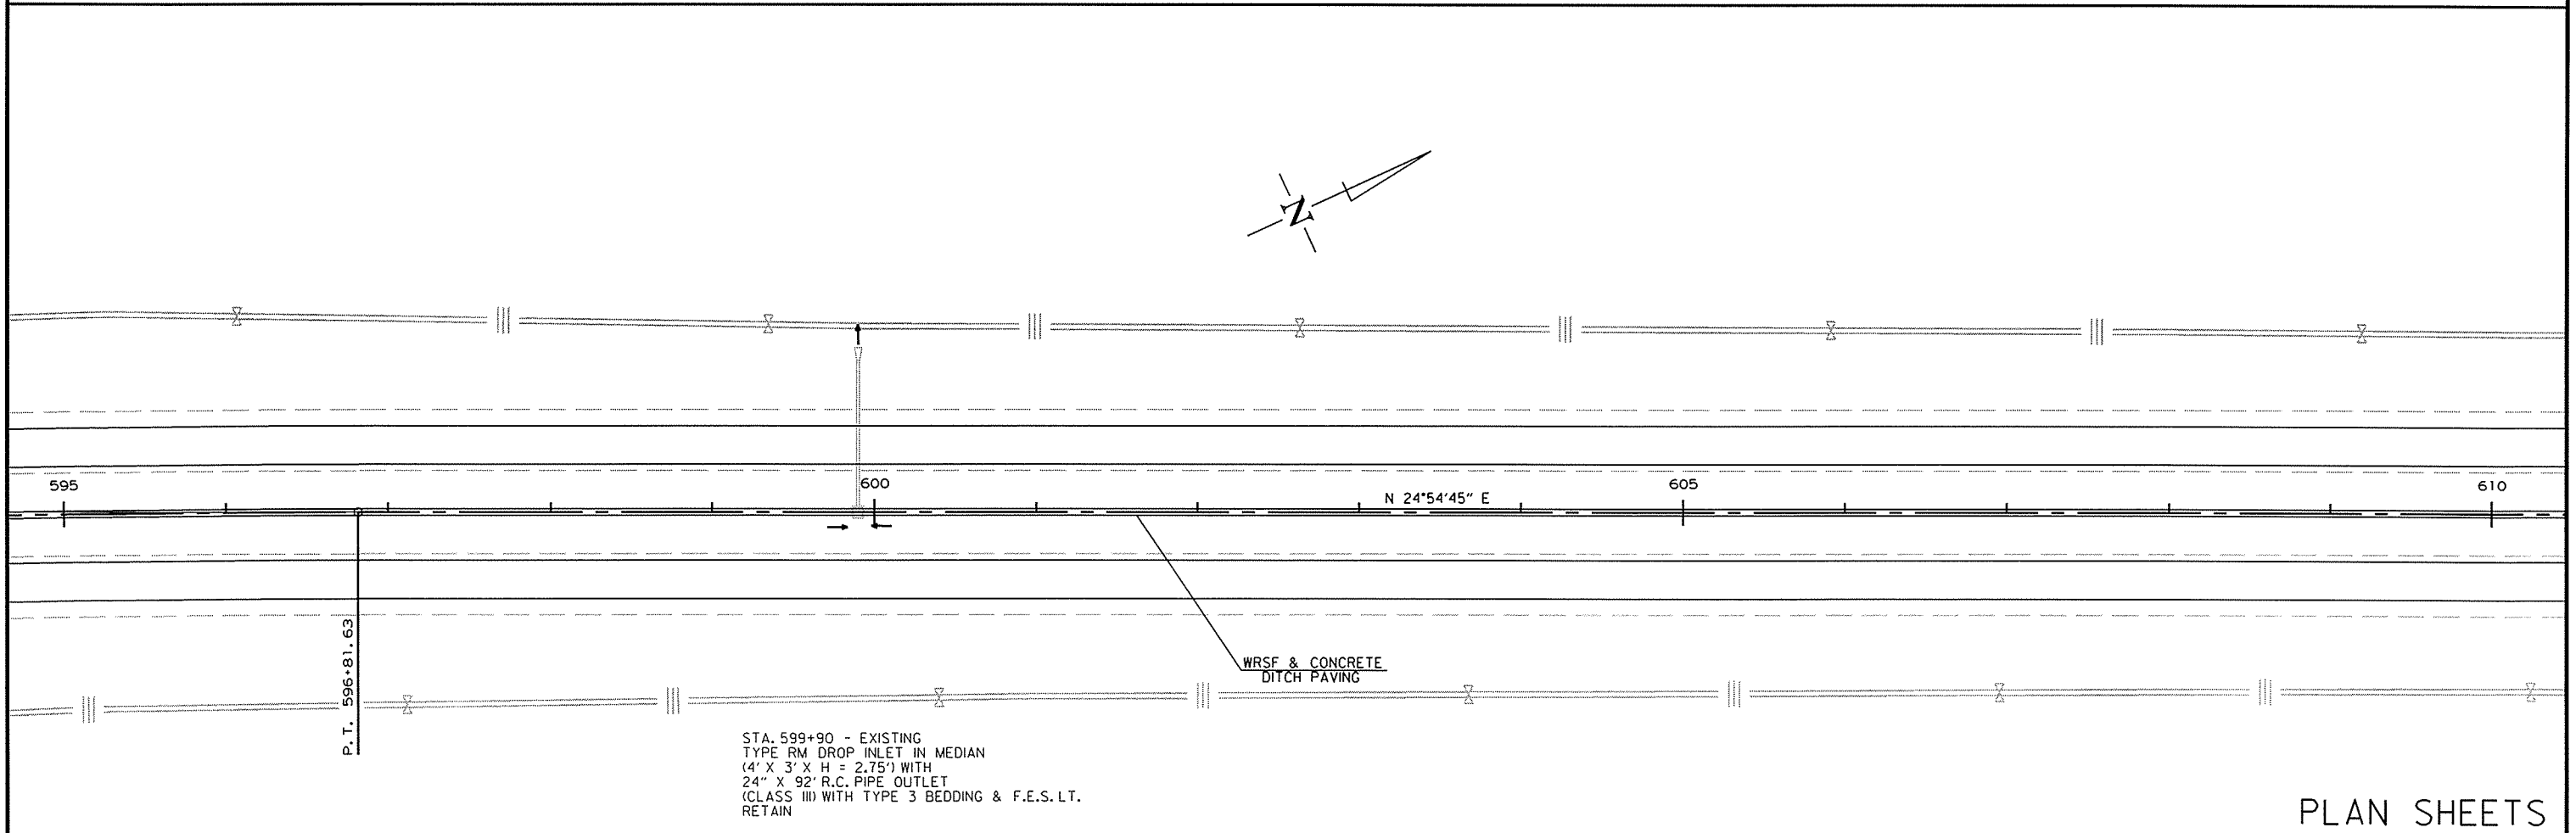 N
595
600
605
610
N 24°54'45" E
P.T. 596+81.63
WRSF & CONCRETE
DITCH PAVING
STA. 599+90 - EXISTING
TYPE RM DROP INLET IN MEDIAN
(4' X 3' X H = 2.75') WITH
24" X 92' R.C. PIPE OUTLET
(CLASS III) WITH TYPE 3 BEDDING & F.E.S. LT.
RETAIN
PLAN SHEETS